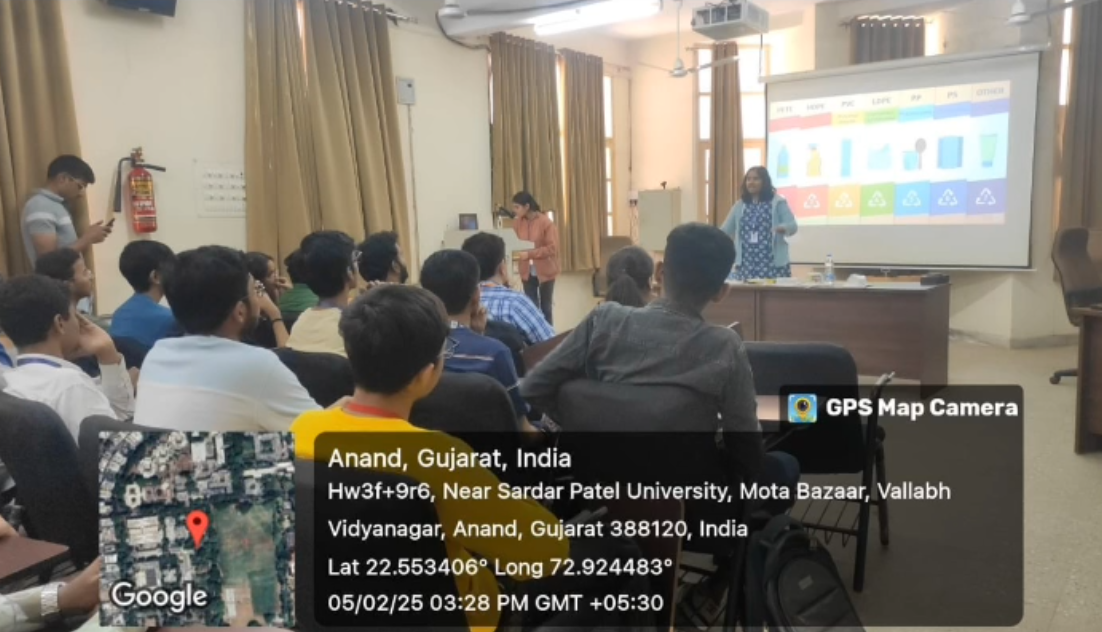 PETE HDPE PVC LDPE PP PS OTHER
GPS Map Camera
Anand, Gujarat, India
Hw3f+9r6, Near Sardar Patel University, Mota Bazaar, Vallabh
Vidyanagar, Anand, Gujarat 388120, India
Lat 22.553406° Long 72.924483°
05/02/25 03:28 PM GMT +05:30
Google